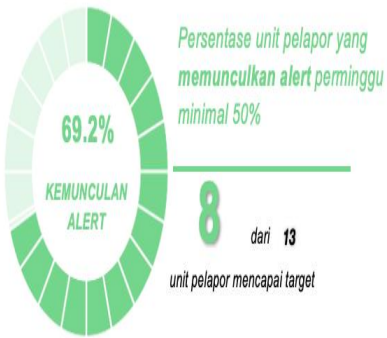 Persentase unit pelapor yang
memunculkan alert perminggu
minimal 50%
69.2%
KEMUNCULAN
ALERT
8 dari 13
unit pelapor mencapai target